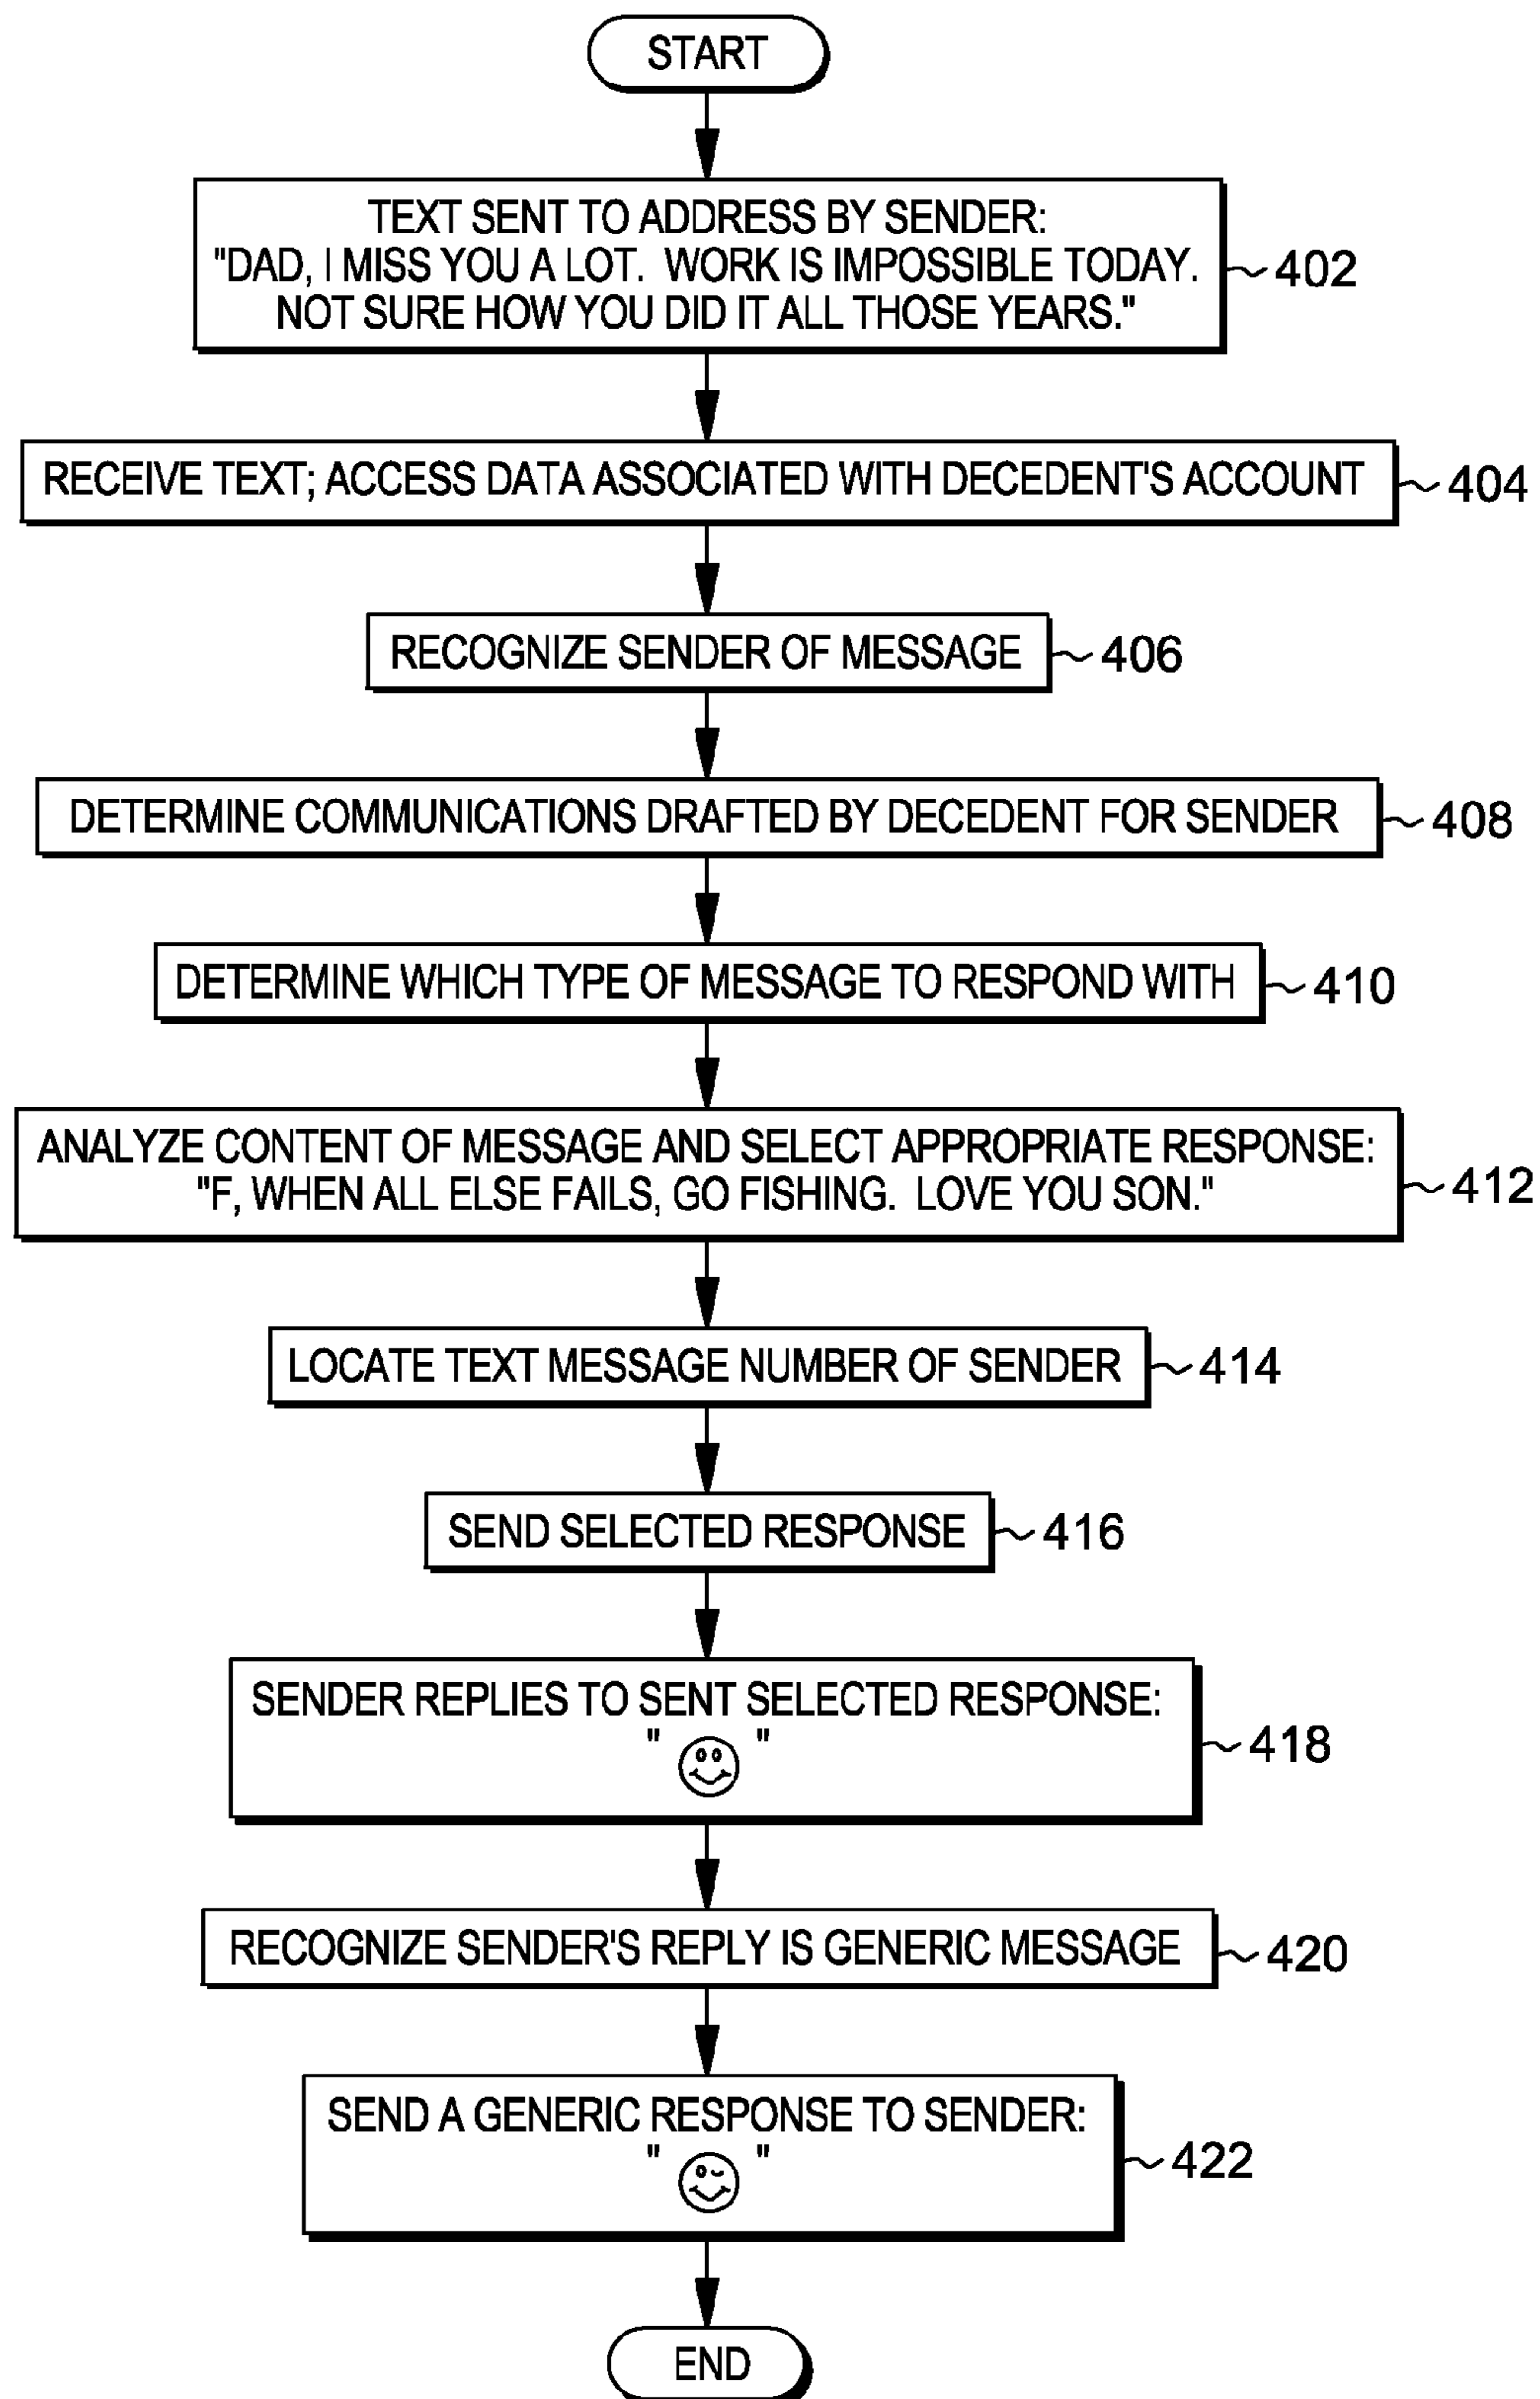 START
TEXT SENT TO ADDRESS BY SENDER:
"DAD, I MISS YOU A LOT. WORK IS IMPOSSIBLE TODAY.
NOT SURE HOW YOU DID IT ALL THOSE YEARS."
402
RECEIVE TEXT; ACCESS DATA ASSOCIATED WITH DECEDENT'S ACCOUNT
404
RECOGNIZE SENDER OF MESSAGE
406
DETERMINE COMMUNICATIONS DRAFTED BY DECEDENT FOR SENDER
408
DETERMINE WHICH TYPE OF MESSAGE TO RESPOND WITH
410
ANALYZE CONTENT OF MESSAGE AND SELECT APPROPRIATE RESPONSE:
"F, WHEN ALL ELSE FAILS, GO FISHING. LOVE YOU SON."
412
LOCATE TEXT MESSAGE NUMBER OF SENDER
414
SEND SELECTED RESPONSE
416
SENDER REPLIES TO SENT SELECTED RESPONSE:
" "
418
RECOGNIZE SENDER'S REPLY IS GENERIC MESSAGE
420
SEND A GENERIC RESPONSE TO SENDER:
" "
422
END